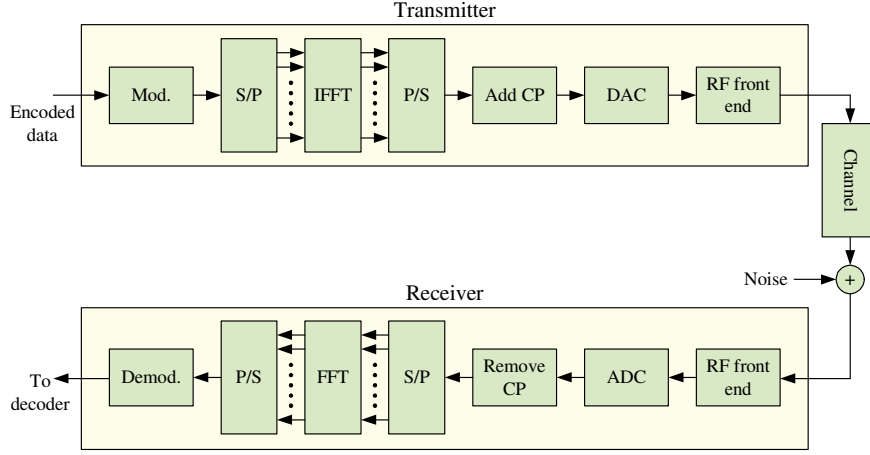 Transmitter
Encoded
data
Mod.
S/P
IFFT
P/S
Add CP
DAC
RF front
end
Channel
Noise
+
Receiver
To
decoder
Demod.
P/S
FFT
S/P
Remove
CP
ADC
RF front
end